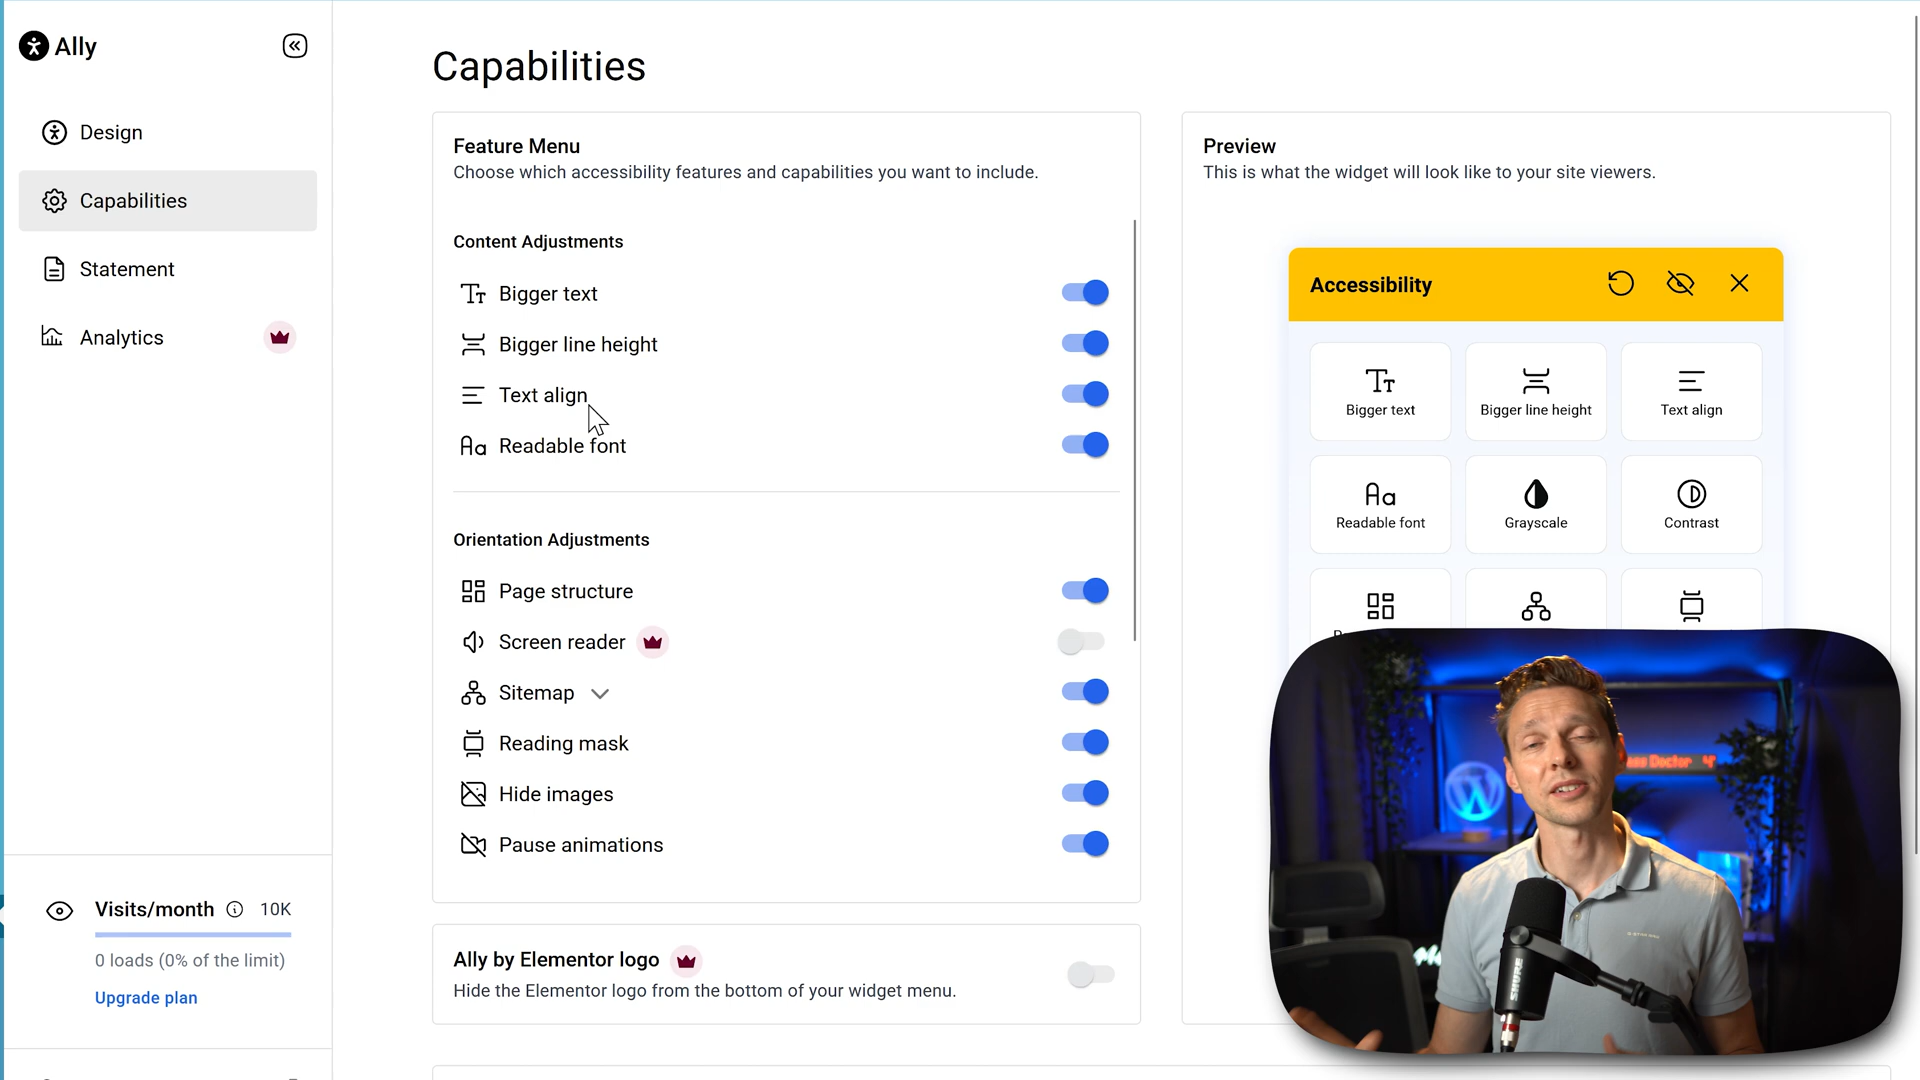 Ally
Design
Capabilities
Statement
Analytics
Visits/month 10K
0 loads (0% of the limit)
Upgrade plan
Capabilities
Feature Menu
Choose which accessibility features and capabilities you want to include.
Content Adjustments
Bigger text
Bigger line height
Text align
Readable font
Orientation Adjustments
Page structure
Screen reader
Sitemap
Reading mask
Hide images
Pause animations
Ally by Elementor logo
Hide the Elementor logo from the bottom of your widget menu.
Preview
This is what the widget will look like to your site viewers.
Accessibility
Bigger text
Bigger line height
Text align
Readable font
Grayscale
Contrast
Doctor
SHURE